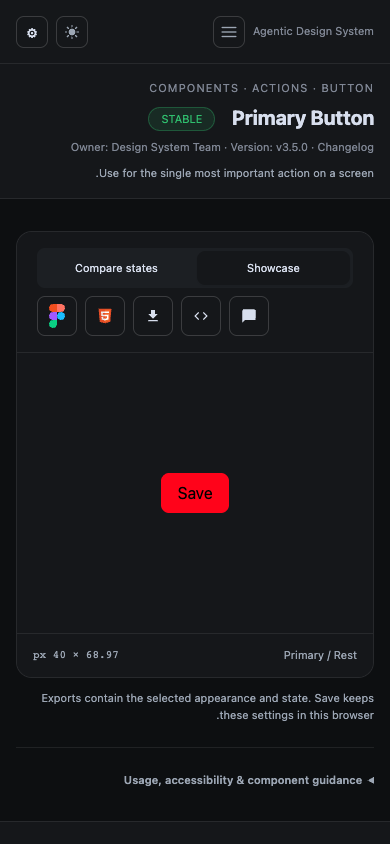 Agentic Design System
COMPONENTS · ACTIONS · BUTTON
Primary Button
STABLE
Owner: Design System Team · Version: v3.5.0 · Changelog
.Use for the single most important action on a screen
Showcase
Compare states
Save
Primary / Rest
px 40 × 68.97
Exports contain the selected appearance and state. Save keeps
.these settings in this browser
Usage, accessibility & component guidance